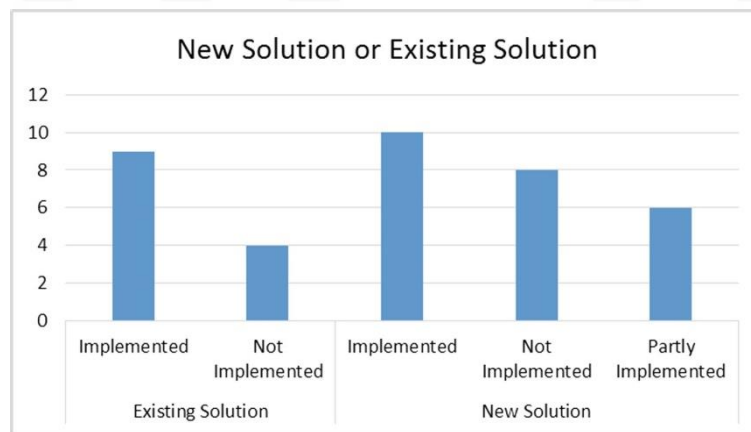 New Solution or Existing Solution
12
10
8
6
4
2
0
Implemented
Not
Implemented
Implemented
Not
Implemented
Partly
Implemented
Existing Solution
New Solution